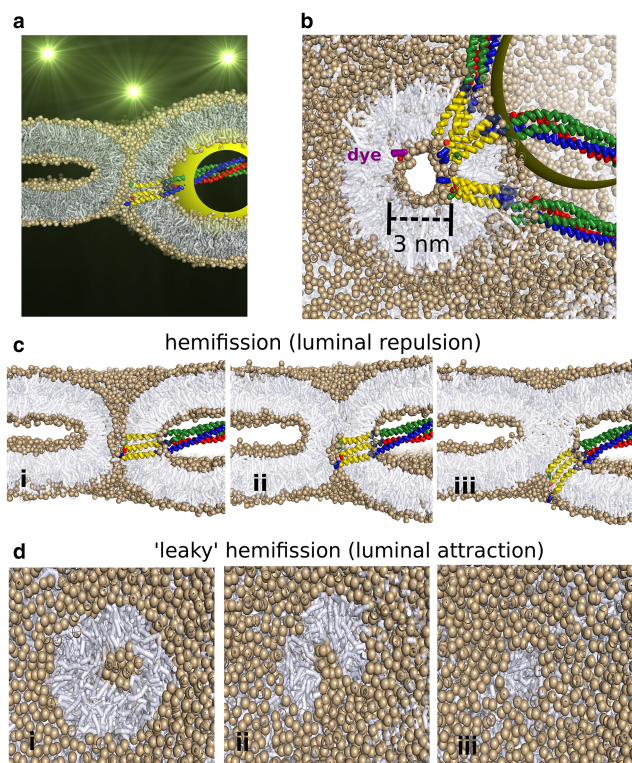 a
b
dye
3 nm
c
hemifission (luminal repulsion)
i
ii
iii
d
'leaky' hemifission (luminal attraction)
i
ii
iii